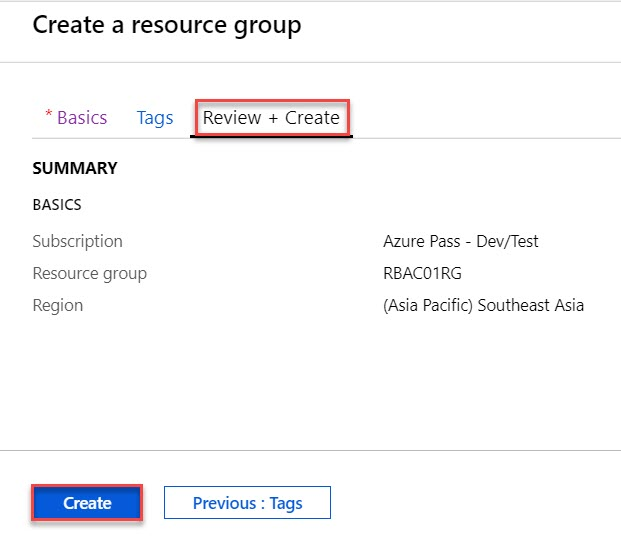 Create a resource group
* Basics Tags Review + Create
SUMMARY
BASICS
Subscription Azure Pass - Dev/Test
Resource group RBAC01RG
Region (Asia Pacific) Southeast Asia
Create Previous : Tags